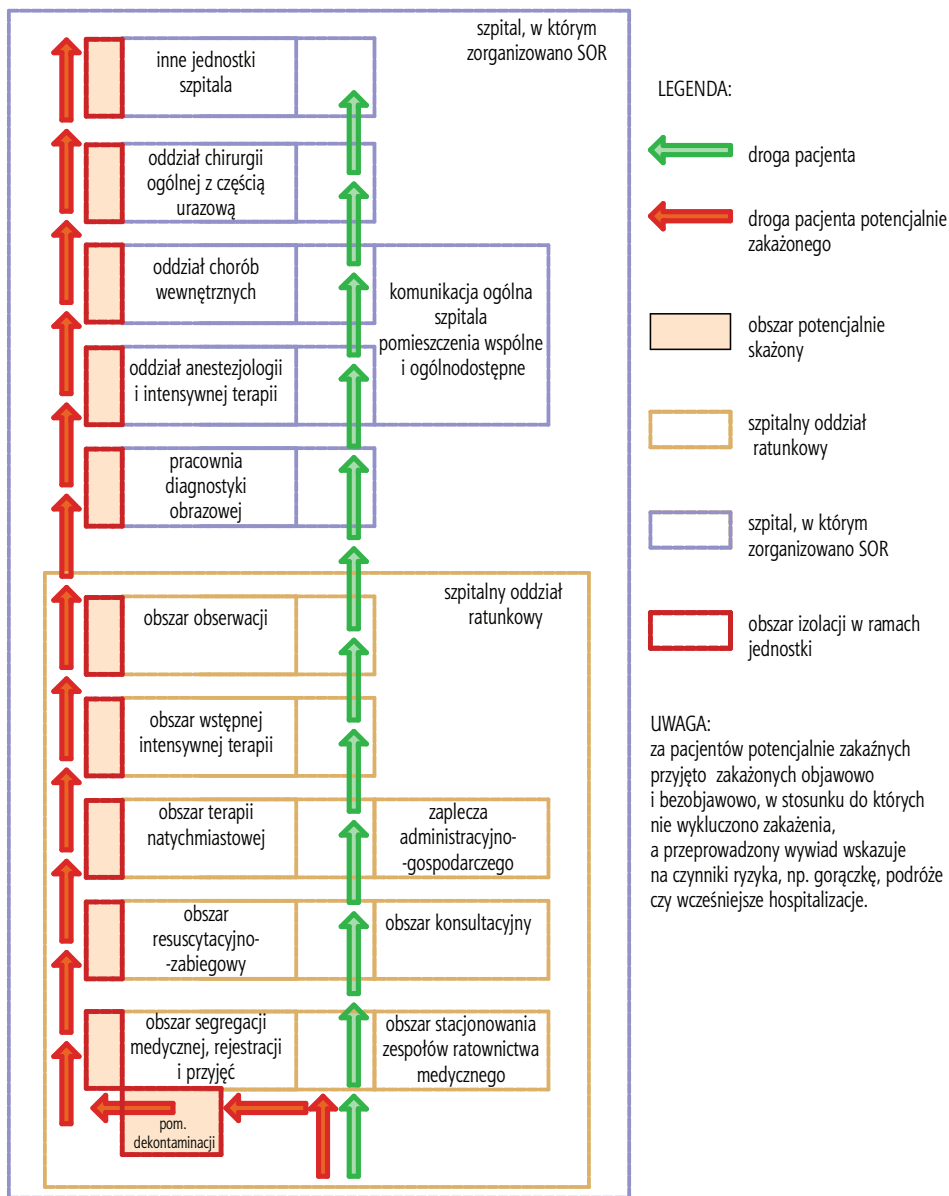 szpital, w którym
zorganizowano SOR
inne jednostki
szpitala
oddział chirurgii
ogólnej z częścią
urazową
oddział chorób
wewnętrznych
komunikacja ogólna
szpitala
pomieszczenia wspólne
i ogólnodostępne
oddział anestezjologii
i intensywnej terapii
pracownia
diagnostyki
obrazowej
szpitalny oddział
ratunkowy
obszar obserwacji
obszar wstępnej
intensywnej terapii
obszar terapii
natychmiastowej
zaplecza
administracyjno-
-gospodarczego
obszar
resuscytacyjno-
-zabiegowy
obszar konsultacyjny
obszar segregacji
medycznej, rejestracji
i przyjęć
obszar stacjonowania
zespołów ratownictwa
medycznego
pom.
dekontaminacji
LEGENDA:
droga pacjenta
droga pacjenta potencjalnie
zakażonego
obszar potencjalnie
skażony
szpitalny oddział
ratunkowy
szpital, w którym
zorganizowano SOR
obszar izolacji w ramach
jednostki
UWAGA:
za pacjentów potencjalnie zakaźnych
przyjęto zakażonych objawowo
i bezobjawowo, w stosunku do których
nie wykluczono zakażenia,
a przeprowadzony wywiad wskazuje
na czynniki ryzyka, np. gorączkę, podróże
czy wcześniejsze hospitalizacje.